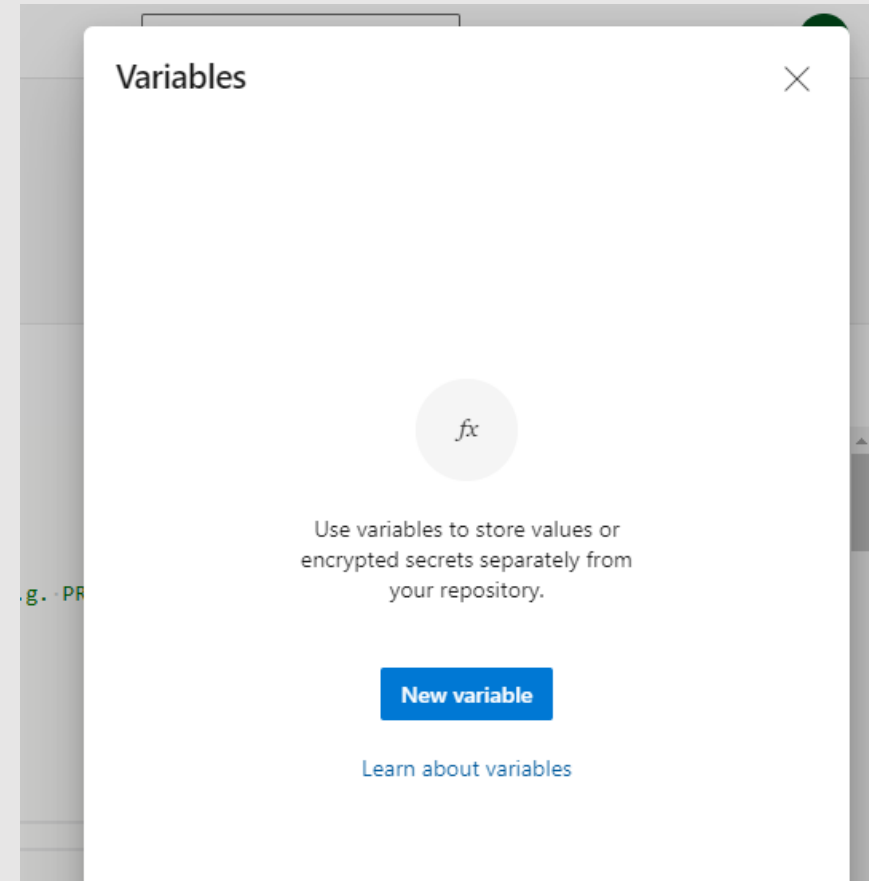 Variables
fx
Use variables to store values or
encrypted secrets separately from
your repository.
.g. PR
New variable
Learn about variables